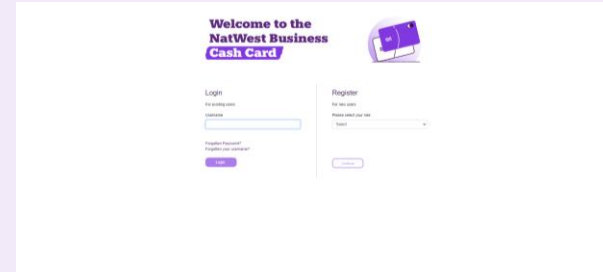 Welcome to the
NatWest Business
Cash Card
Login
For existing users
Username
Forgotten Password?
Forgotten your username?
Login
Register
For new users
Please select your role
Select
Continue